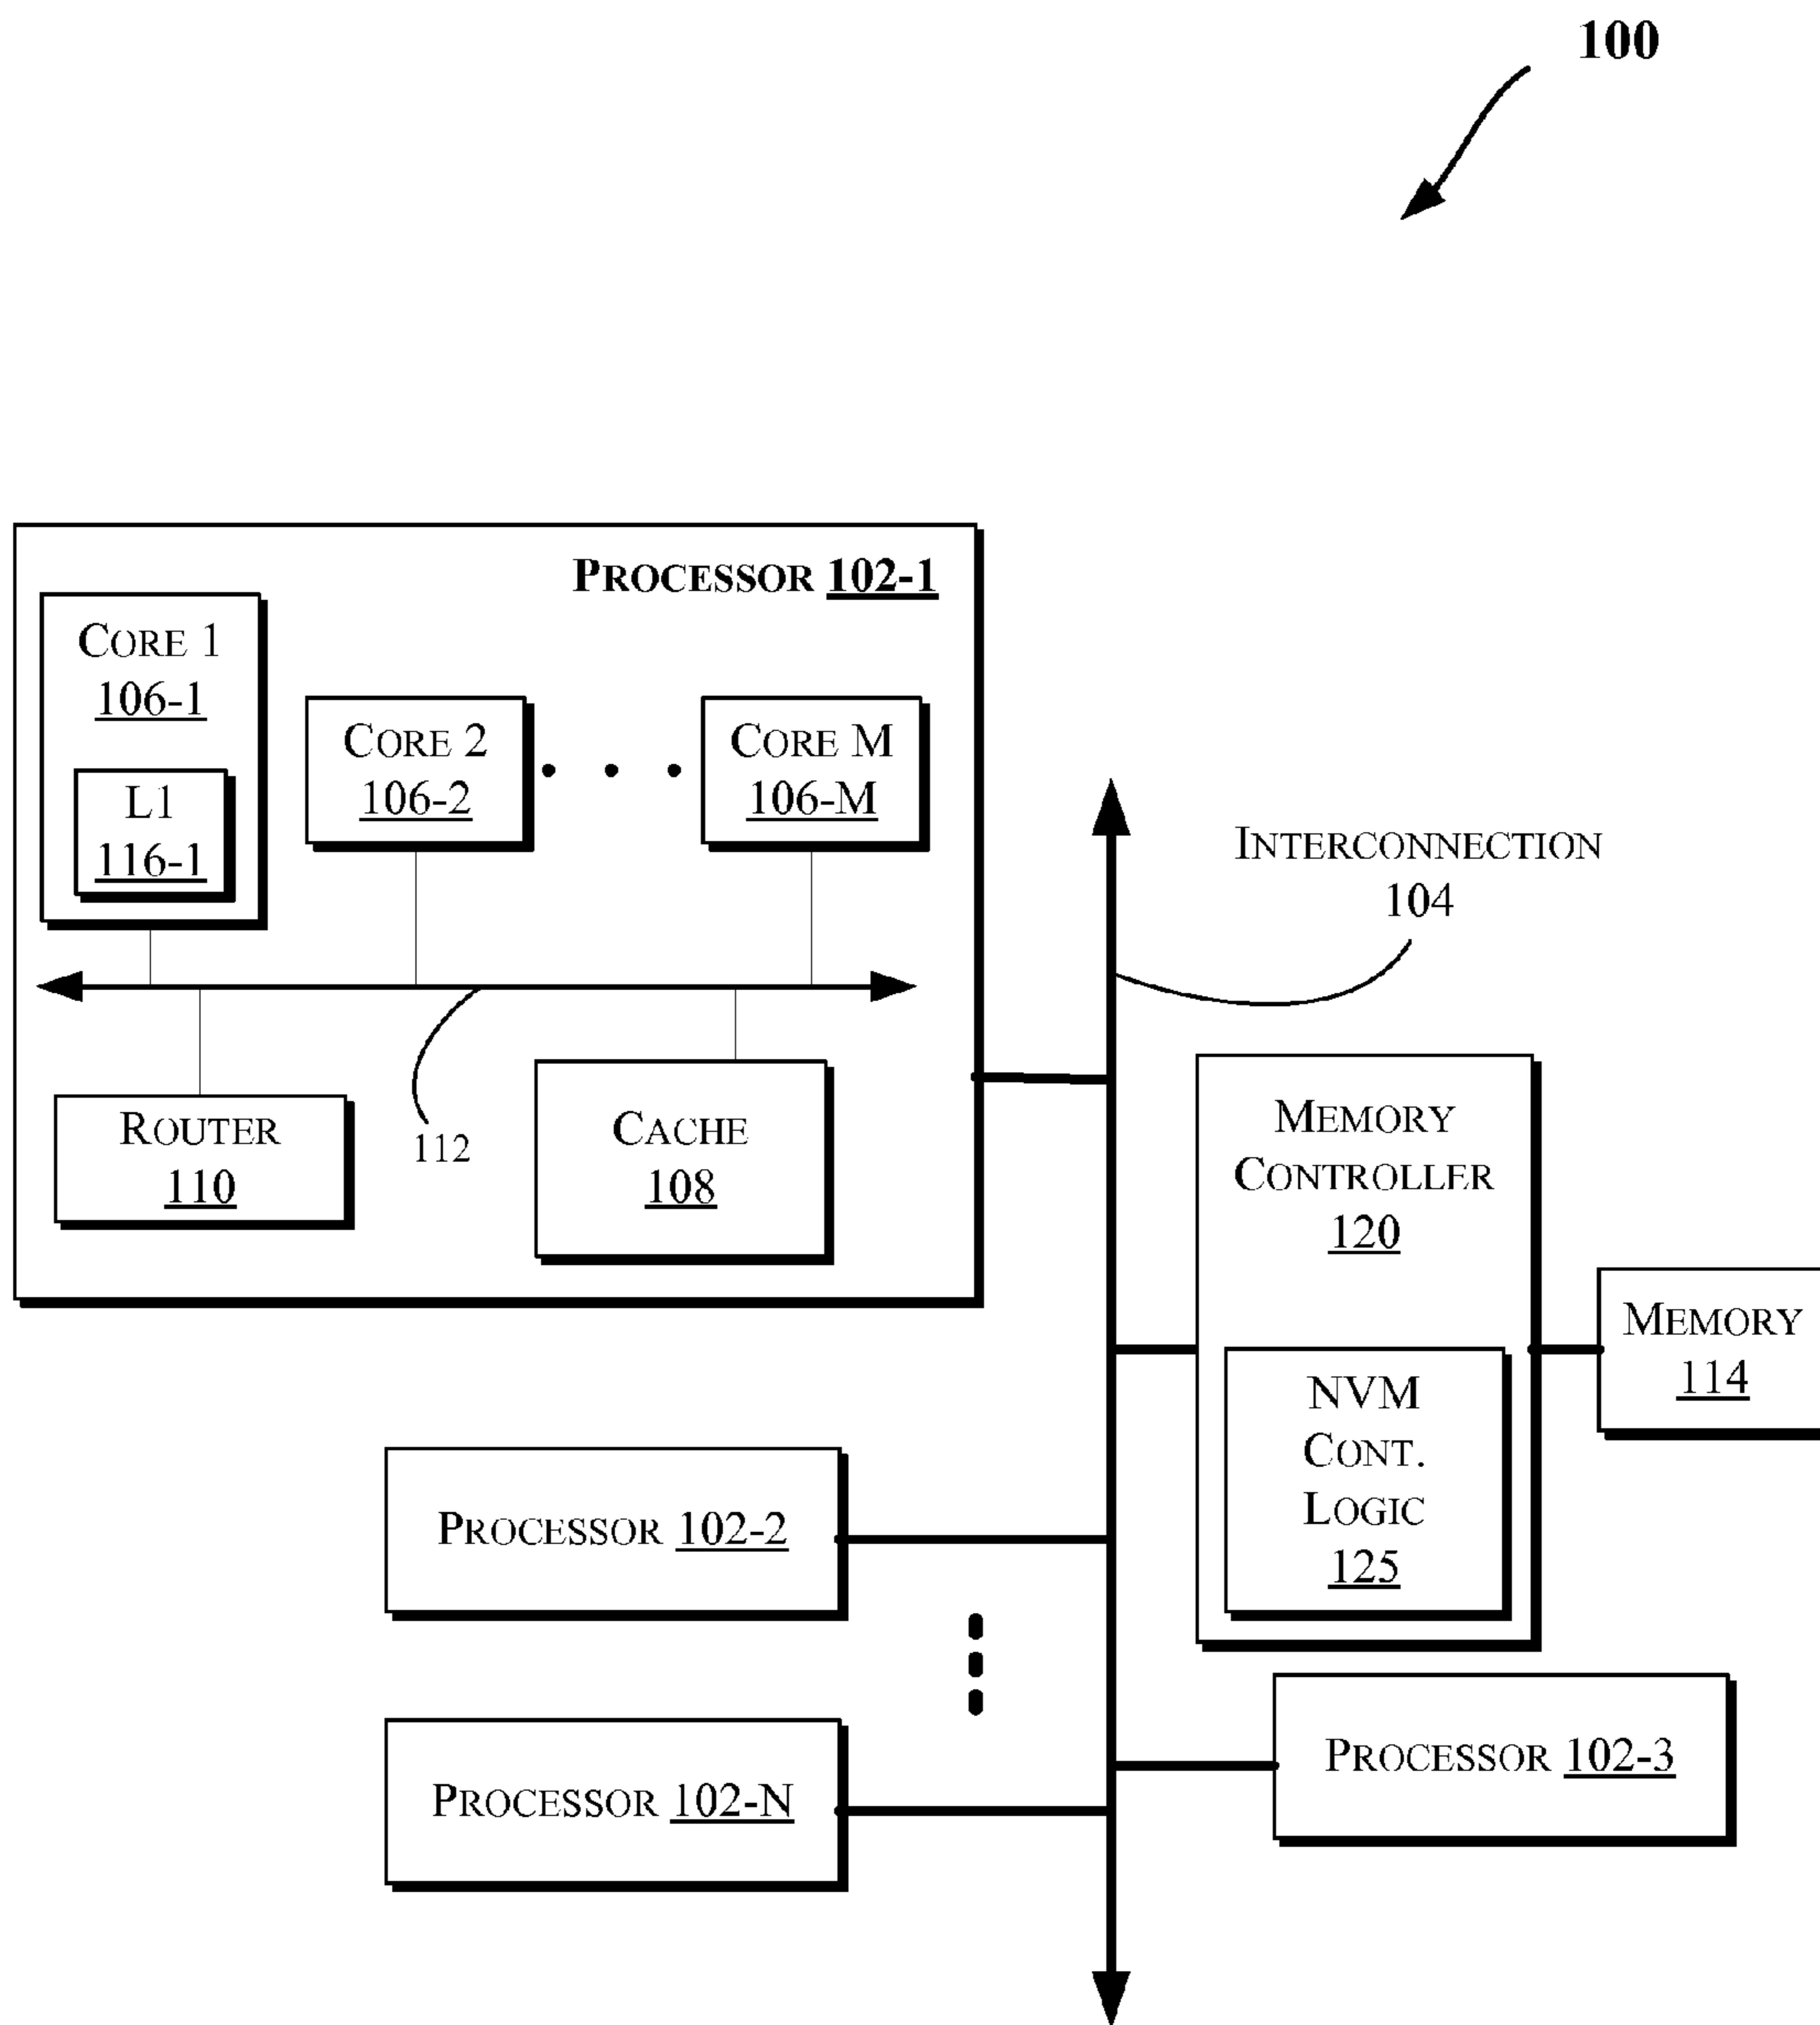 100
PROCESSOR 102-1
CORE 1
106-1
L1
116-1
CORE 2
106-2
CORE M
106-M
112
ROUTER
110
CACHE
108
INTERCONNECTION
104
MEMORY
CONTROLLER
120
NVM
CONT.
LOGIC
125
MEMORY
114
PROCESSOR 102-2
PROCESSOR 102-3
PROCESSOR 102-N